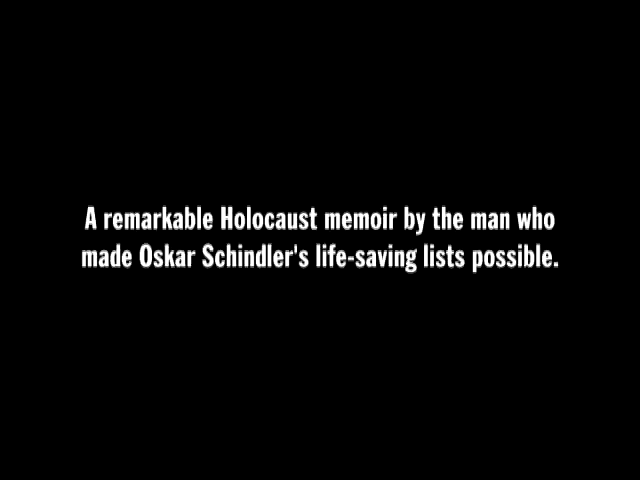 A remarkable Holocaust memoir by the man who
made Oskar Schindler's life-saving lists possible.